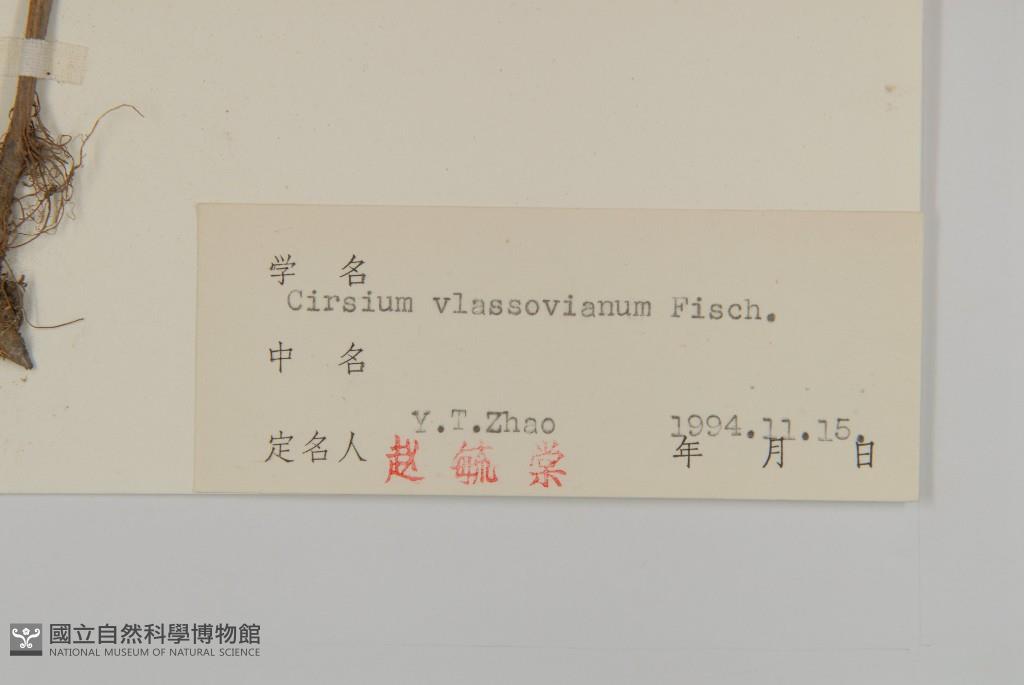 学 名
Cirsium vlassovianum Fisch.
中 名
Y.T.Zhao 1994.11.15.
定名人 赵毓棠 年 月 日
國立自然科學博物館
NATIONAL MUSEUM OF NATURAL SCIENCE